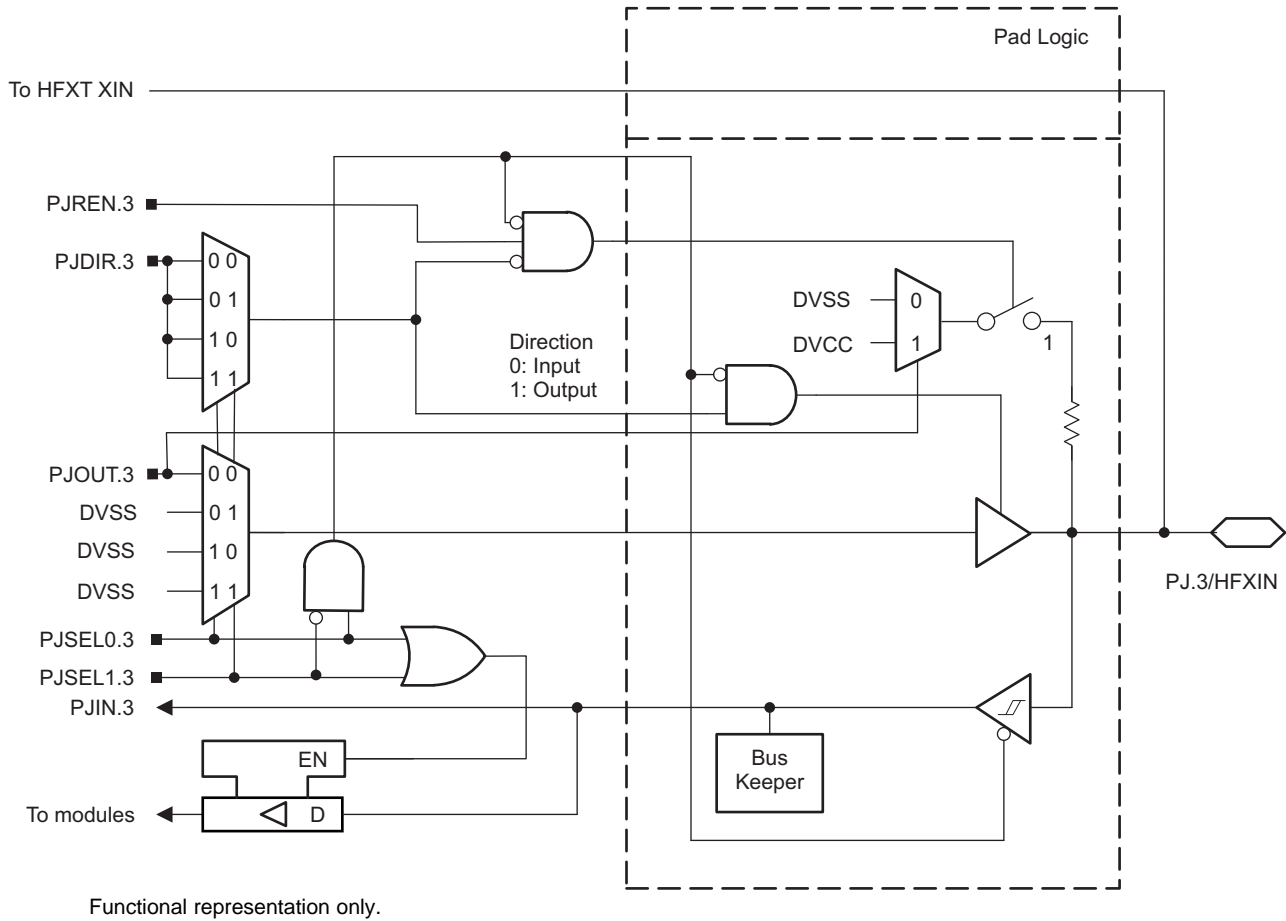 Pad Logic
To HFXT XIN
PJREN.3
PJDIR.3
0 0
0 1
1 0
1 1
Direction
0: Input
1: Output
DVSS
DVCC
0
1
1
PJOUT.3
DVSS
DVSS
DVSS
0 0
0 1
1 0
1 1
PJ.3/HFXIN
PJSEL0.3
PJSEL1.3
PJIN.3
EN
D
To modules
Bus
Keeper
Functional representation only.